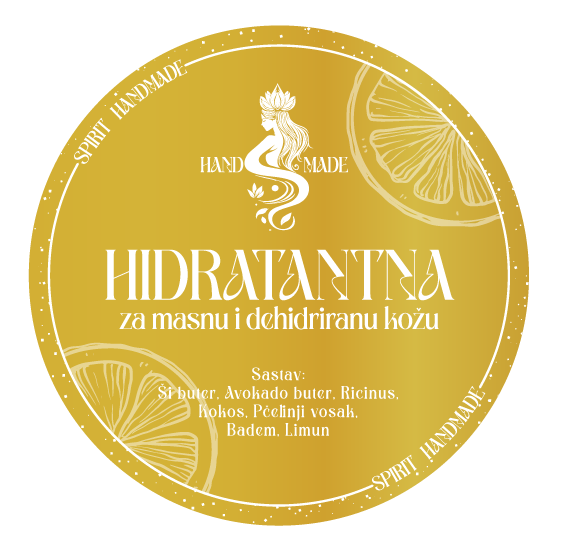 SPIRIT HANDMADE
HAND MADE
HIDRATANTNA
za masnu i dehidriranu kožu
Sastav:
Ši buter, Avokado buter, Ricinus,
Kokos, Pčelinji vosak,
Badem, Limun
SPIRIT HANDMADE